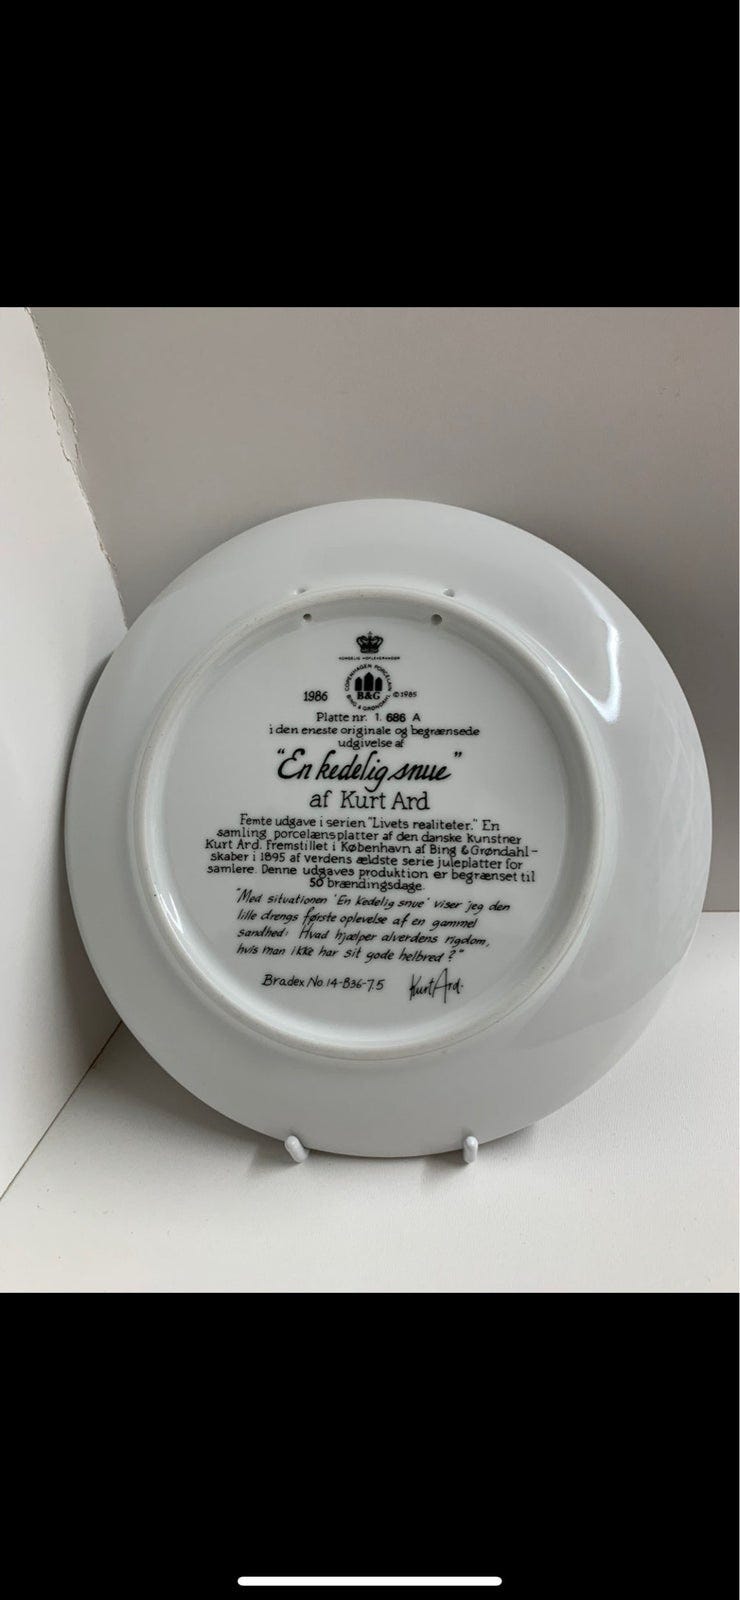 KONGELIG HOFLEVERANDØR
COPENHAGEN PORCELAIN
BING & GRØNDAHL
B&G
1986
©1985
Platte nr. 1. 686 A
i den eneste originale og begrænsede
udgivelse af
"En kedelig snue"
af Kurt Ard
Femte udgave i serien "Livets realiteter." En
samling porcelænsplatter af den danske kunstner
Kurt Ard. Fremstillet i København af Bing & Grøndahl-
skaber i 1895 af verdens ældste serie juleplatter for
samlere. Denne udgaves produktion er begrænset til
50 brændingsdage.
"Med situationen 'En kedelig snue' viser jeg den
lille drengs første oplevelse af en gammel
sandhed: Hvad hjælper alverdens rigdom,
hvis man ikke har sit gode helbred?"
Bradex No. 14-B36-7.5
Kurt Ard.